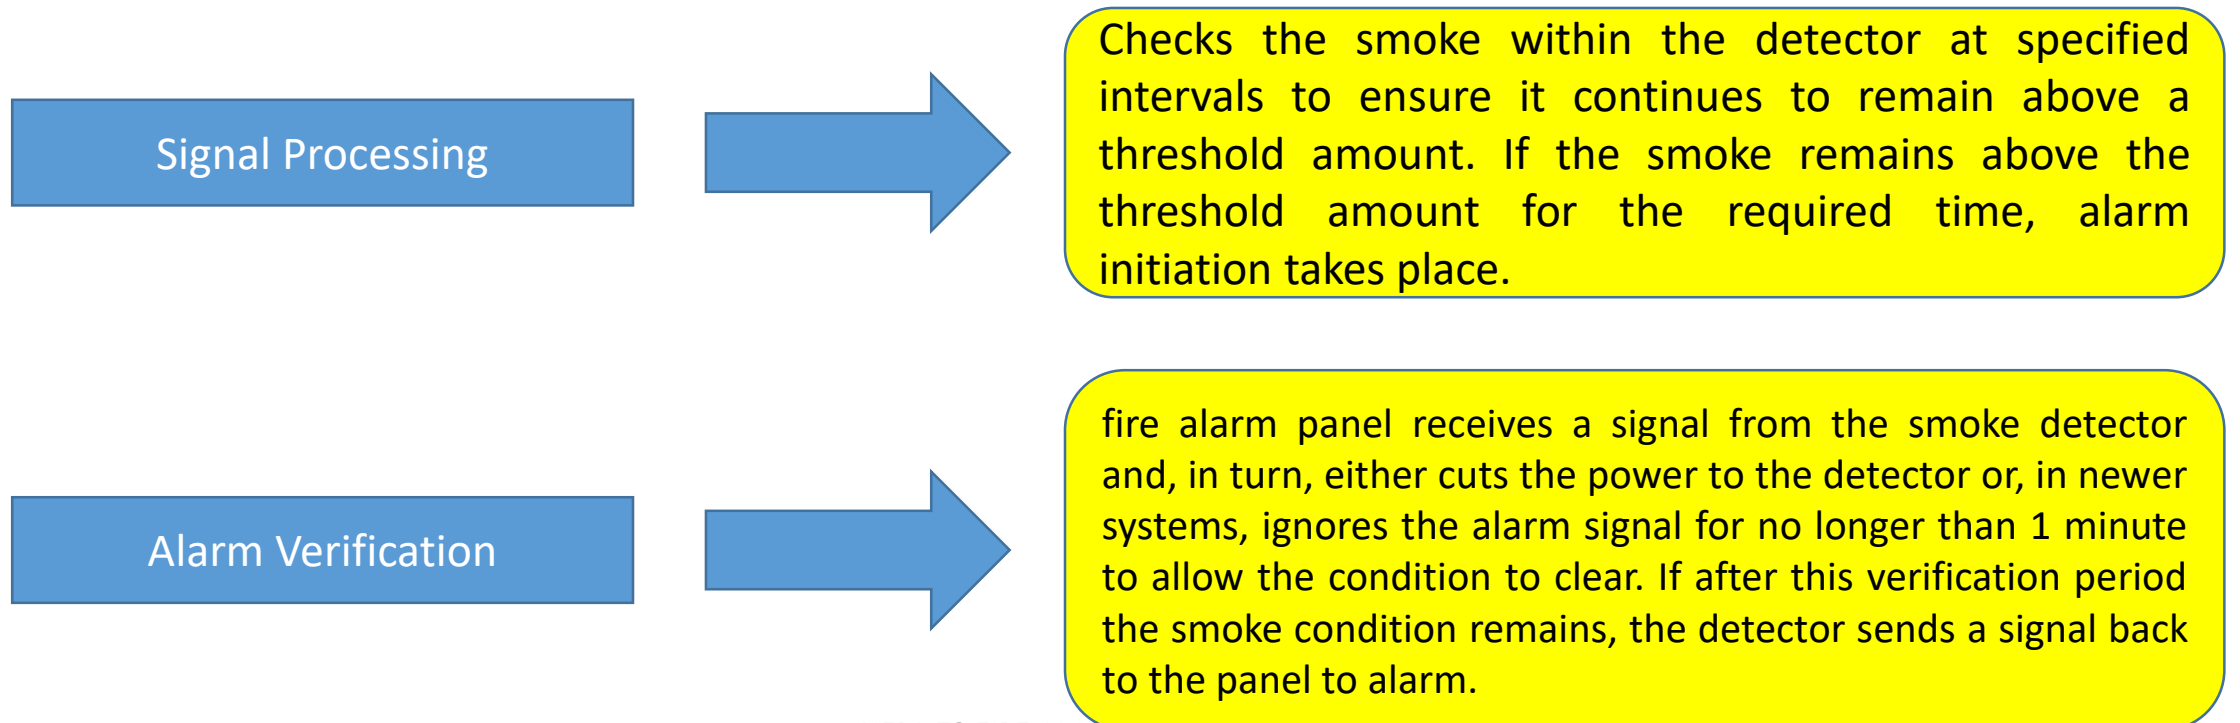 Signal Processing
Checks the smoke within the detector at specified
intervals to ensure it continues to remain above a
threshold amount. If the smoke remains above the
threshold amount for the required time, alarm
initiation takes place.
Alarm Verification
fire alarm panel receives a signal from the smoke detector
and, in turn, either cuts the power to the detector or, in newer
systems, ignores the alarm signal for no longer than 1 minute
to allow the condition to clear. If after this verification period
the smoke condition remains, the detector sends a signal back
to the panel to alarm.